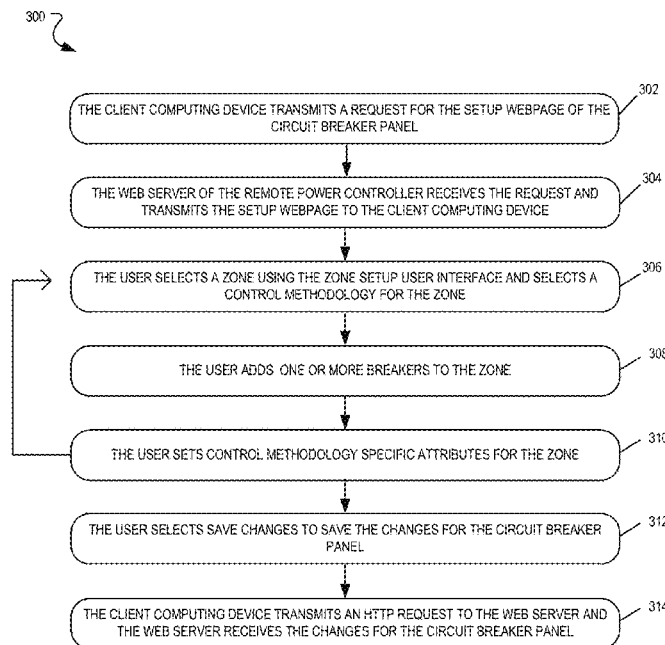 300
302
THE CLIENT COMPUTING DEVICE TRANSMITS A REQUEST FOR THE SETUP WEBPAGE OF THE
CIRCUIT BREAKER PANEL
304
THE WEB SERVER OF THE REMOTE POWER CONTROLLER RECEIVES THE REQUEST AND
TRANSMITS THE SETUP WEBPAGE TO THE CLIENT COMPUTING DEVICE
306
THE USER SELECTS A ZONE USING THE ZONE SETUP USER INTERFACE AND SELECTS A
CONTROL METHODOLOGY FOR THE ZONE
308
THE USER ADDS ONE OR MORE BREAKERS TO THE ZONE
310
THE USER SETS CONTROL METHODOLOGY SPECIFIC ATTRIBUTES FOR THE ZONE
312
THE USER SELECTS SAVE CHANGES TO SAVE THE CHANGES FOR THE CIRCUIT BREAKER
PANEL
314
THE CLIENT COMPUTING DEVICE TRANSMITS AN HTTP REQUEST TO THE WEB SERVER AND
THE WEB SERVER RECEIVES THE CHANGES FOR THE CIRCUIT BREAKER PANEL